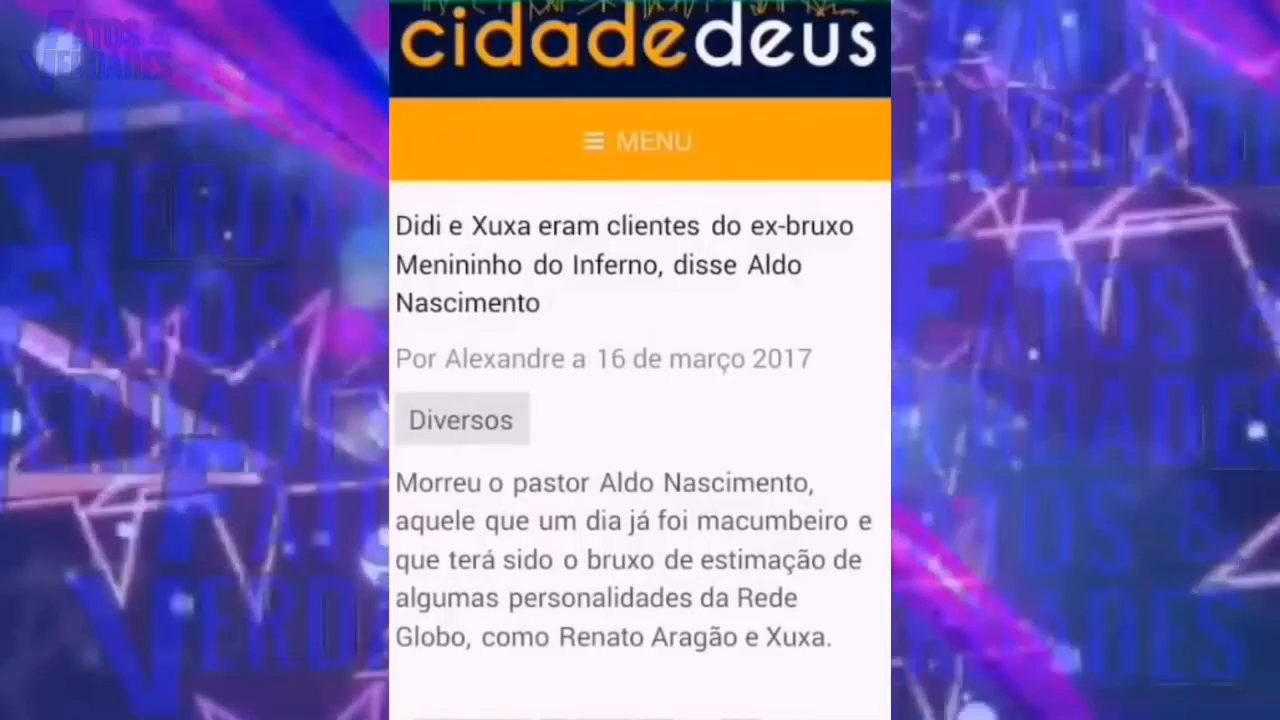 FATOS &
VERDADES
cidadedeus
≡ MENU
Didi e Xuxa eram clientes do ex-bruxo
Menininho do Inferno, disse Aldo
Nascimento
Por Alexandre a 16 de março 2017
Diversos
Morreu o pastor Aldo Nascimento,
aquele que um dia já foi macumbeiro e
que terá sido o bruxo de estimação de
algumas personalidades da Rede
Globo, como Renato Aragão e Xuxa.